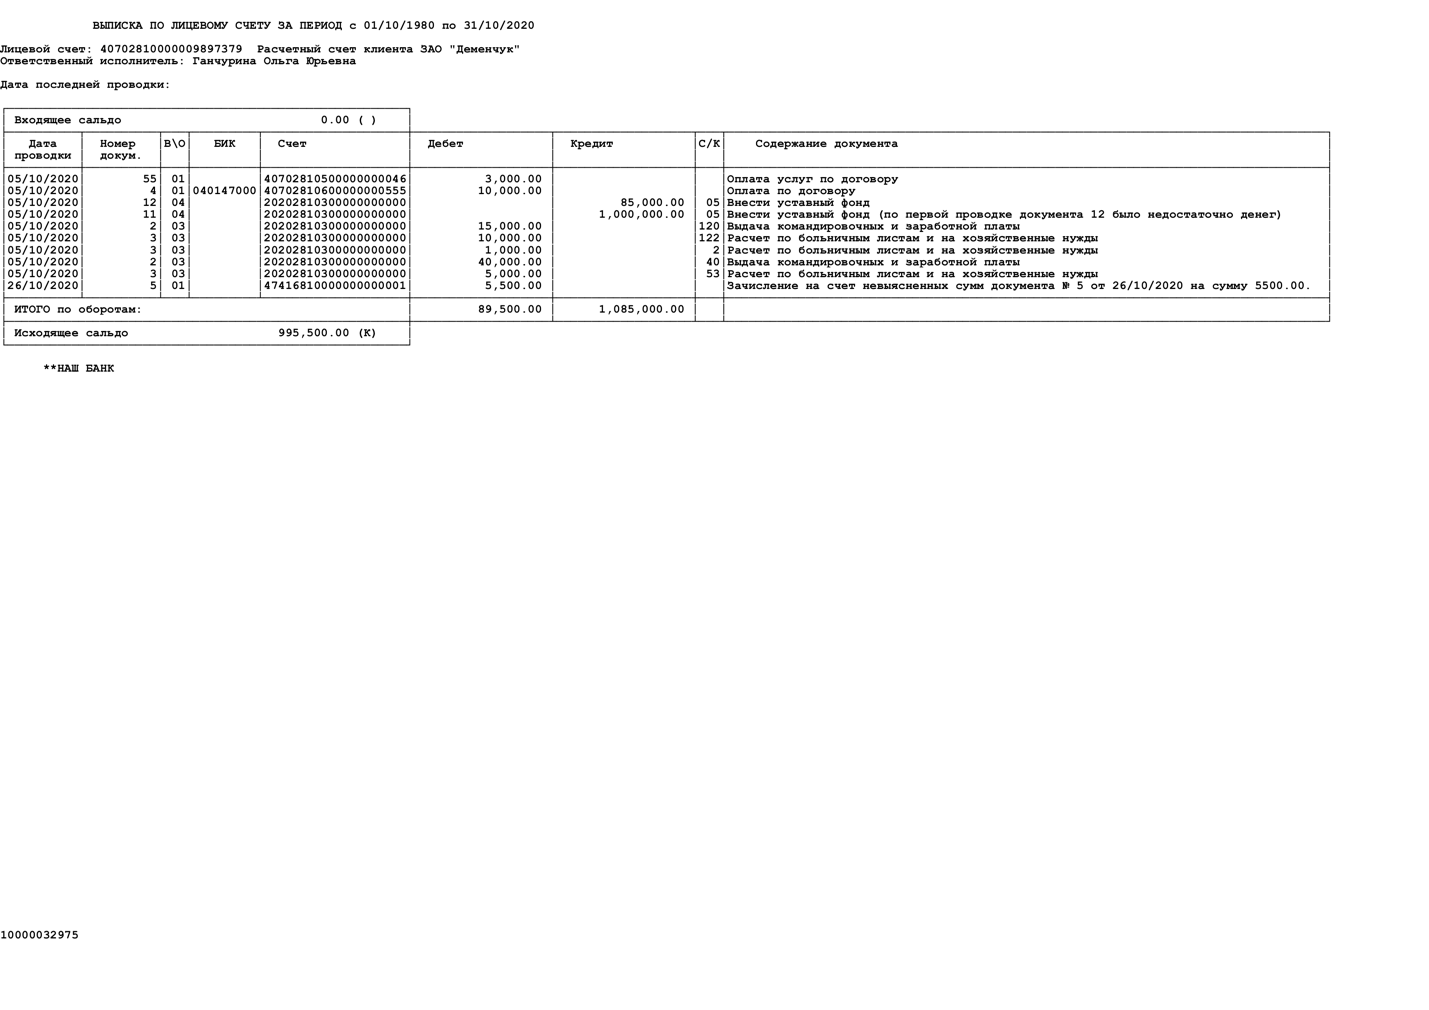 ВЫПИСКА ПО ЛИЦЕВОМУ СЧЕТУ ЗА ПЕРИОД с 01/10/1980 по 31/10/2020
Лицевой счет: 40702810000009897379  Расчетный счет клиента ЗАО "Деменчук"
Ответственный исполнитель: Ганчурина Ольга Юрьевна
Дата последней проводки:
Входящее сальдо 0.00 ( )
Дата Номер В\О БИК Счет Дебет Кредит С/К Содержание документа
проводки докум.
05/10/2020 55 01 40702810500000000046 3,000.00 Оплата услуг по договору
05/10/2020 4 01 040147000 40702810600000000555 10,000.00 Оплата по договору
05/10/2020 12 04 20202810300000000000 85,000.00 05 Внести уставный фонд
05/10/2020 11 04 20202810300000000000 1,000,000.00 05 Внести уставный фонд (по первой проводке документа 12 было недостаточно денег)
05/10/2020 2 03 20202810300000000000 15,000.00 120 Выдача командировочных и заработной платы
05/10/2020 3 03 20202810300000000000 10,000.00 122 Расчет по больничным листам и на хозяйственные нужды
05/10/2020 3 03 20202810300000000000 1,000.00 2 Расчет по больничным листам и на хозяйственные нужды
05/10/2020 2 03 20202810300000000000 40,000.00 40 Выдача командировочных и заработной платы
05/10/2020 3 03 20202810300000000000 5,000.00 53 Расчет по больничным листам и на хозяйственные нужды
26/10/2020 5 01 47416810000000000001 5,500.00 Зачисление на счет невыясненных сумм документа № 5 от 26/10/2020 на сумму 5500.00.
ИТОГО по оборотам: 89,500.00 1,085,000.00
Исходящее сальдо 995,500.00 (К)
**НАШ БАНК
10000032975